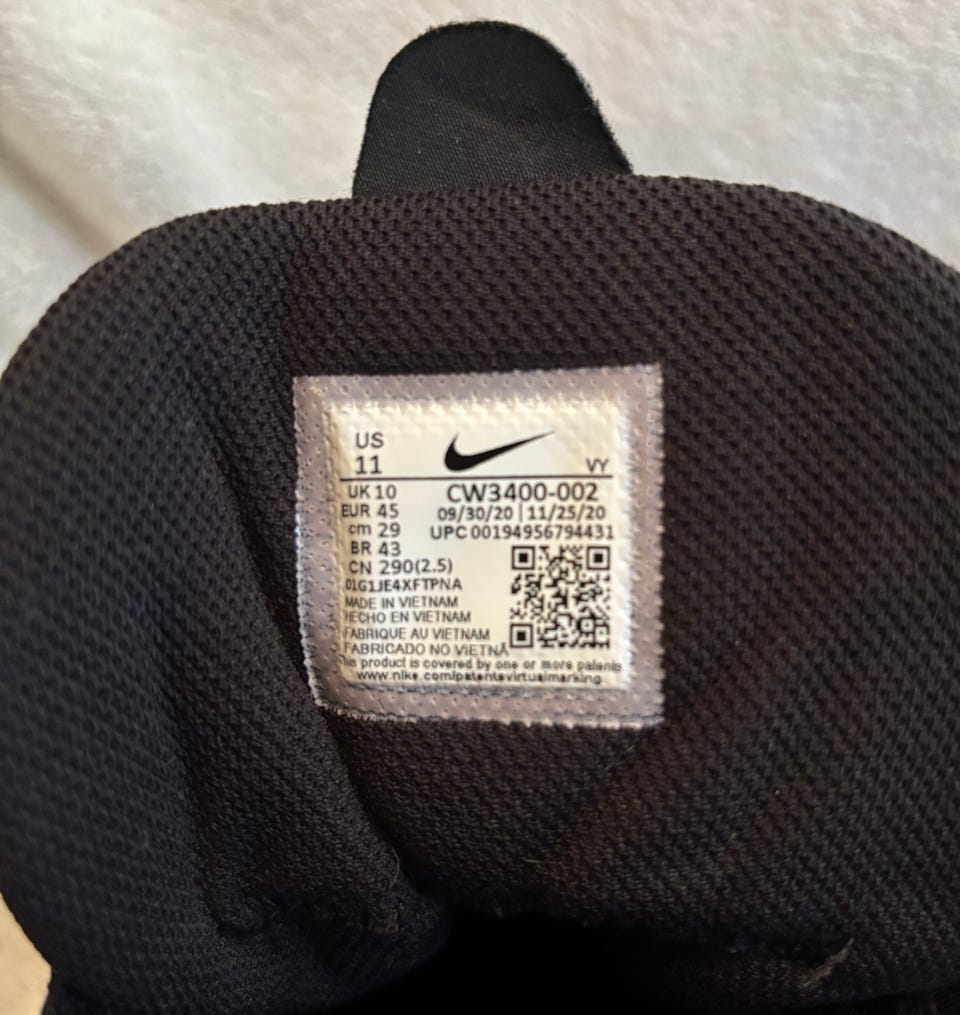 US
11
VY
UK 10
CW3400-002
EUR 45
09/30/20 | 11/25/20
cm 29
UPC 00194956794431
BR 43
CN 290(2.5)
01G1JE4XFTPNA
MADE IN VIETNAM
HECHO EN VIETNAM
FABRIQUE AU VIETNAM
FABRICADO NO VIETNÃ
his product is covered by one or more patents
www.nike.com/patentsvirtualmarking